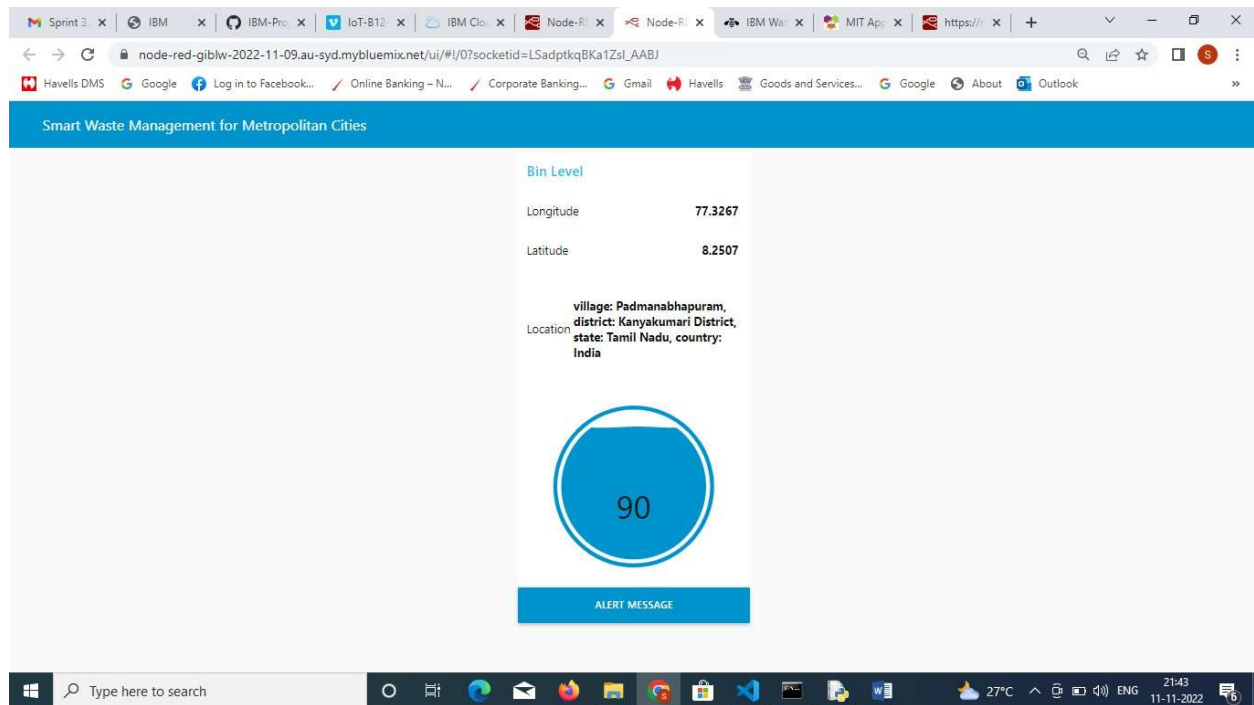 Sprint 3
IBM
IBM-Pro
IoT-B12
IBM Clo
Node-RE
Node-RE
IBM Wat
MIT App
https://
node-red-giblw-2022-11-09.au-syd.mybluemix.net/ui/#!/0?socketid=LSadptkqBKa1Zsl_AABJ
S
Havells DMS
Google
Log in to Facebook...
Online Banking – N...
Corporate Banking...
Gmail
Havells
Goods and Services...
Google
About
Outlook
»
Smart Waste Management for Metropolitan Cities
Bin Level
Longitude 77.3267
Latitude 8.2507
Location
village: Padmanabhapuram,
district: Kanyakumari District,
state: Tamil Nadu, country:
India
90
ALERT MESSAGE
Type here to search
27°C
ENG
21:43
11-11-2022
6